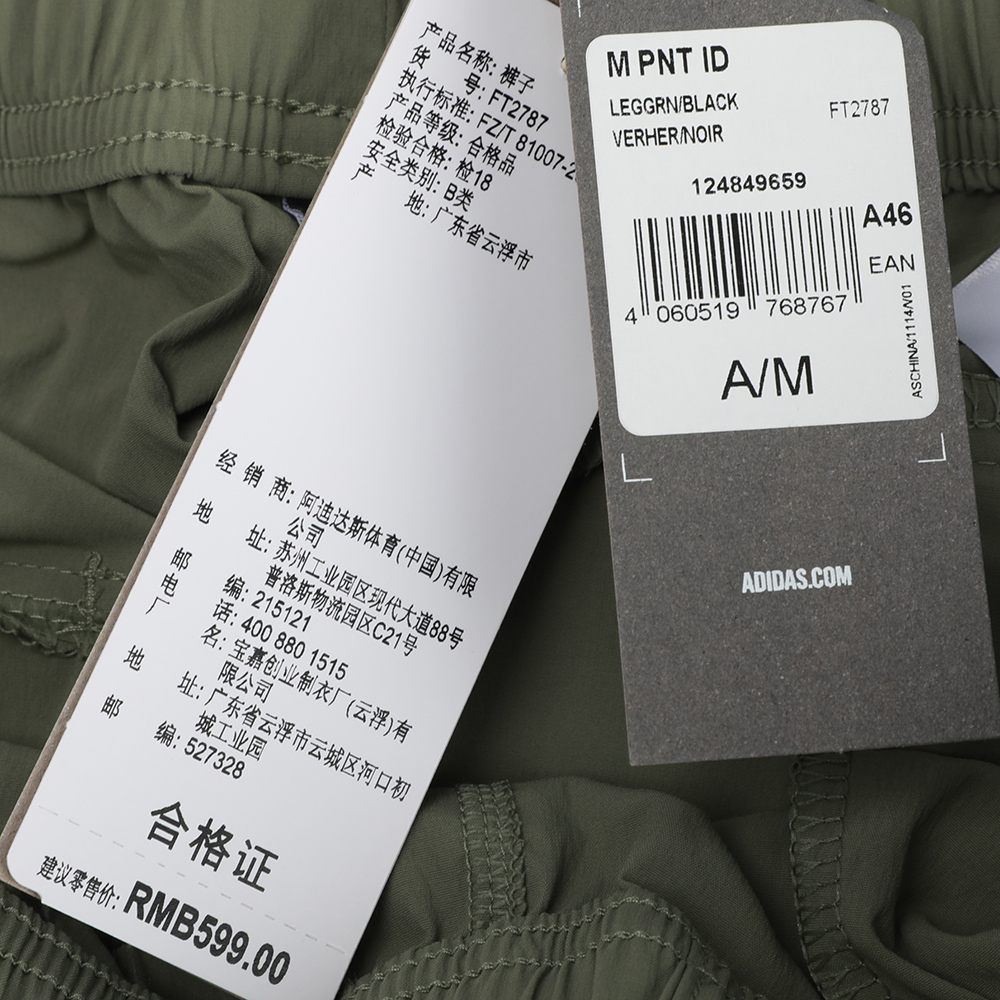 产品名称: 裤子
货 号: FT2787
执行标准: FZ/T 81007-2
产品等级: 合格品
检验合格: 检18
安全类别: B类
产 地: 广东省云浮市
经 销 商: 阿迪达斯体育(中国)有限
公司
地 址: 苏州工业园区现代大道88号
普洛斯物流园区C21号
邮 编: 215121
电 话: 400 880 1515
厂 名: 宝嘉创业制衣厂(云浮)有
限公司
地 址: 广东省云浮市云城区河口初
城工业园
邮 编: 527328
合格证
建议零售价: RMB599.00
M PNT ID
LEGGRN/BLACK FT2787
VERHER/NOIR
124849659
A46
EAN
4 060519 768767
ASCHINA/1114/V01
A/M
ADIDAS.COM